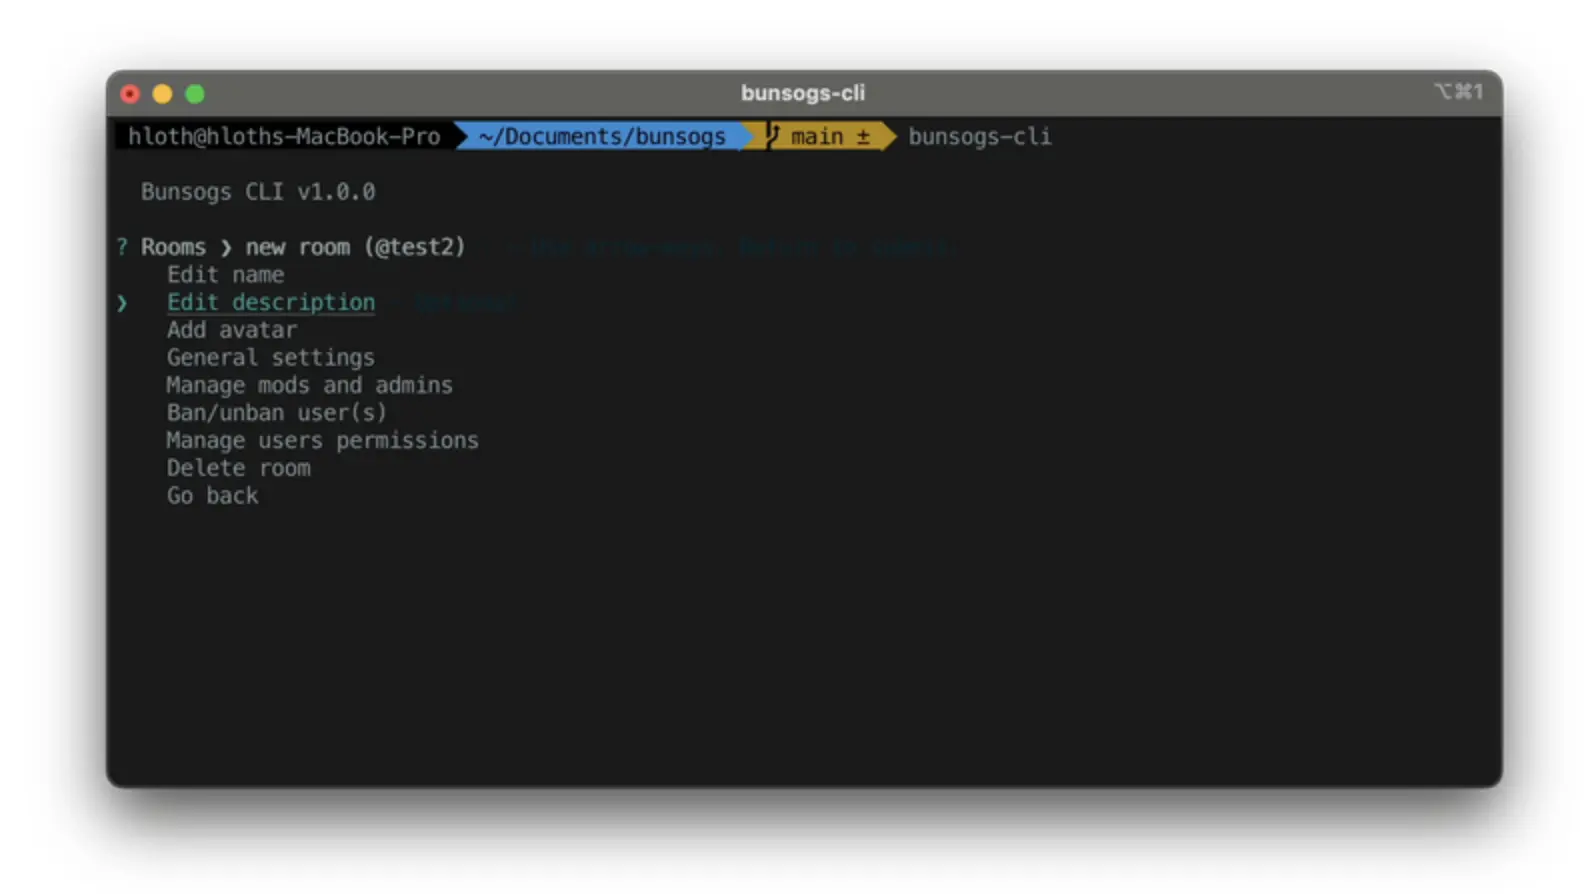 bunsogs-cli
⌥⌘1
hloth@hloths-MacBook-Pro ~/Documents/bunsogs main ± bunsogs-cli
Bunsogs CLI v1.0.0
? Rooms ❯ new room (@test2)
Edit name
❯ Edit description
Add avatar
General settings
Manage mods and admins
Ban/unban user(s)
Manage users permissions
Delete room
Go back